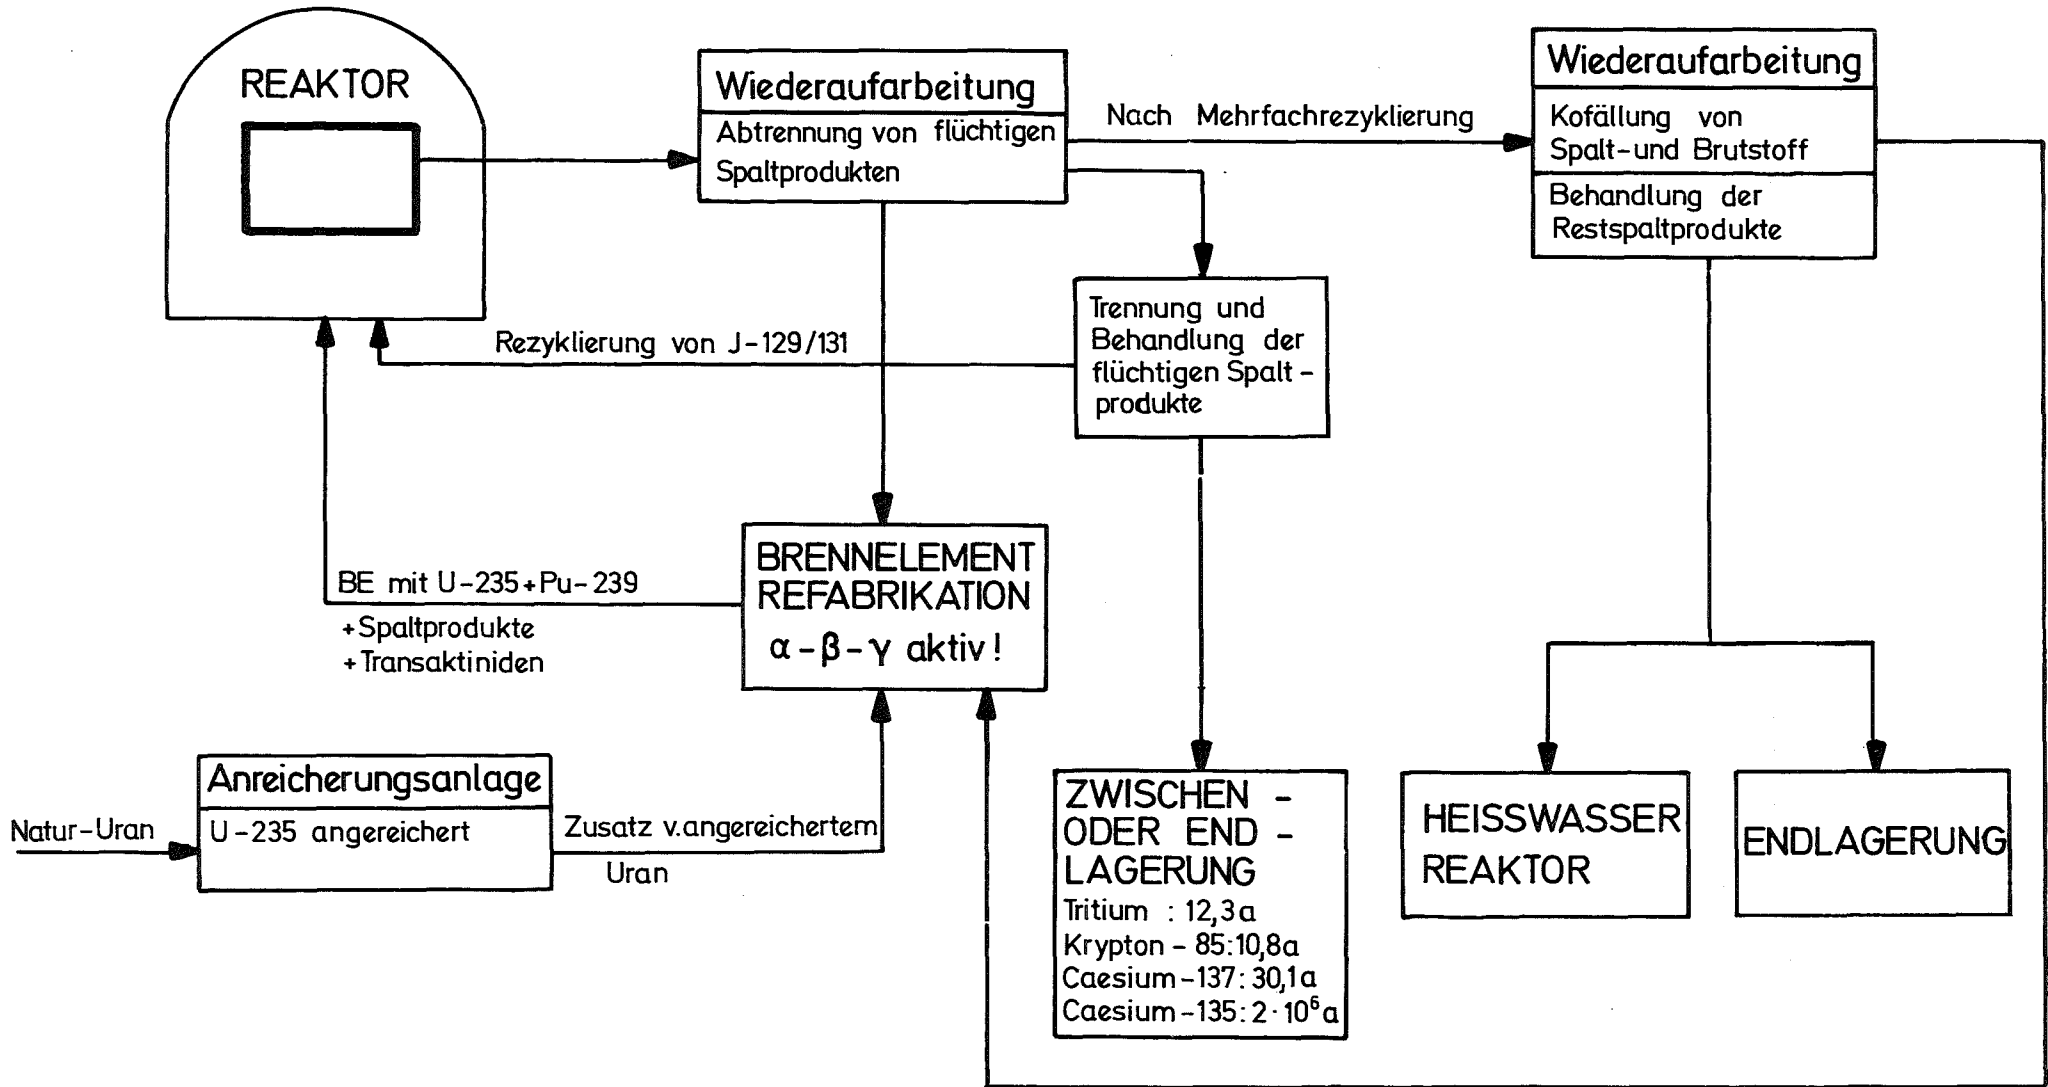 REAKTOR
Wiederaufarbeitung
Abtrennung von flüchtigen
Spaltprodukten
Nach Mehrfachrezyklierung
Wiederaufarbeitung
Kofällung von
Spalt-und Brutstoff
Behandlung der
Restspaltprodukte
Trennung und
Behandlung der
flüchtigen Spalt-
produkte
Rezyklierung von J-129/131
BRENNELEMENT
REFABRIKATION
α-β-γ aktiv!
BE mit U-235+Pu-239
+Spaltprodukte
+Transaktiniden
Natur-Uran
Anreicherungsanlage
U-235 angereichert
Zusatz v.angereichertem
Uran
ZWISCHEN -
ODER END -
LAGERUNG
Tritium : 12,3a
Krypton - 85:10,8a
Caesium-137: 30,1a
Caesium-135: 2·10⁶a
HEISSWASSER
REAKTOR
ENDLAGERUNG